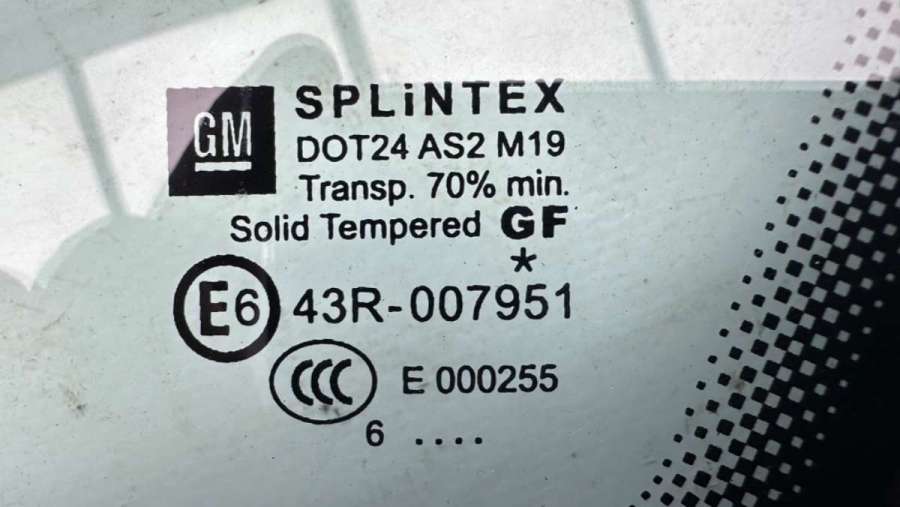 GM
SPLiNTEX
DOT24 AS2 M19
Transp. 70% min.
Solid Tempered GF
*
E6 43R-007951
CCC E 000255
6 ....